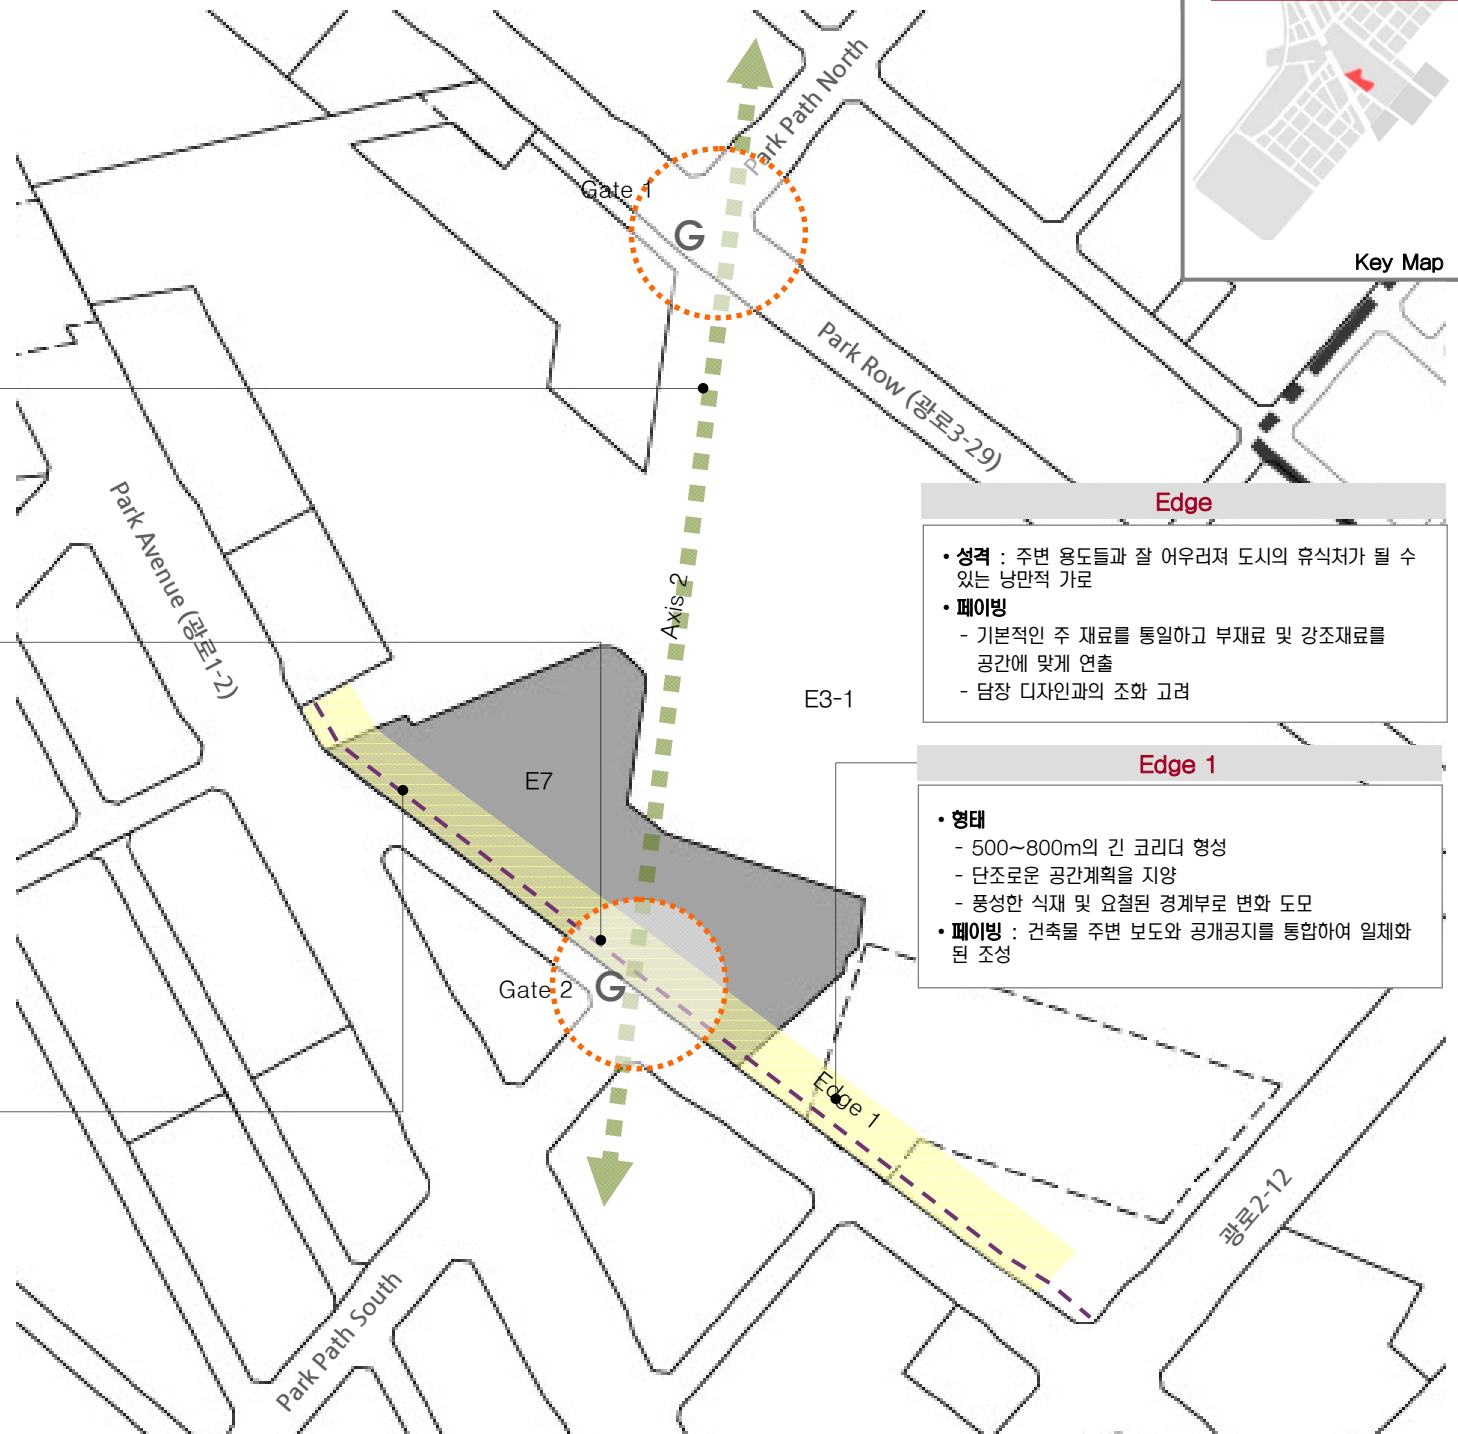 Key Map
Park Path North
Gate 1
G
Park Row (광로3-29)
Park Avenue (광로1-2)
Axis 2
E3-1
E7
Gate 2
G
Edge 1
광로2-12
Park Path South
Edge
• 성격 : 주변 용도들과 잘 어우러져 도시의 휴식처가 될 수
있는 낭만적 가로
• 페이빙
- 기본적인 주 재료를 통일하고 부재료 및 강조재료를
공간에 맞게 연출
- 담장 디자인과의 조화 고려
Edge 1
• 형태
- 500~800m의 긴 코리더 형성
- 단조로운 공간계획을 지양
- 풍성한 식재 및 요철된 경계부로 변화 도모
• 페이빙 : 건축물 주변 보도와 공개공지를 통합하여 일체화
된 조성